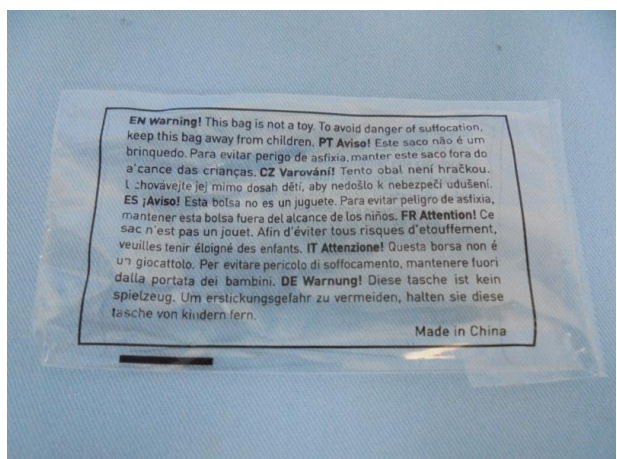 EN Warning! This bag is not a toy. To avoid danger of suffocation,
keep this bag away from children. PT Aviso! Este saco não é um
brinquedo. Para evitar perigo de asfixia, manter este saco fora do
a'cance das crianças. CZ Varování! Tento obal není hračkou.
chovávejte jej mimo dosah dětí, aby nedošlo k nebezpečí udušení.
ES ¡Aviso! Esta bolsa no es un juguete. Para evitar peligro de asfixia,
mantener esta bolsa fuera del alcance de los niños. FR Attention! Ce
sac n'est pas un jouet. Afin d'éviter tous risques d'etouffement,
veuilles tenir éloigné des enfants. IT Attenzione! Questa borsa non é
un giocattolo. Per evitare pericolo di soffocamento, mantenere fuori
dalla portata dei bambini. DE Warnung! Diese tasche ist kein
spielzeug. Um erstickungsgefahr zu vermeiden, halten sie diese
tasche von kindern fern.
Made in China